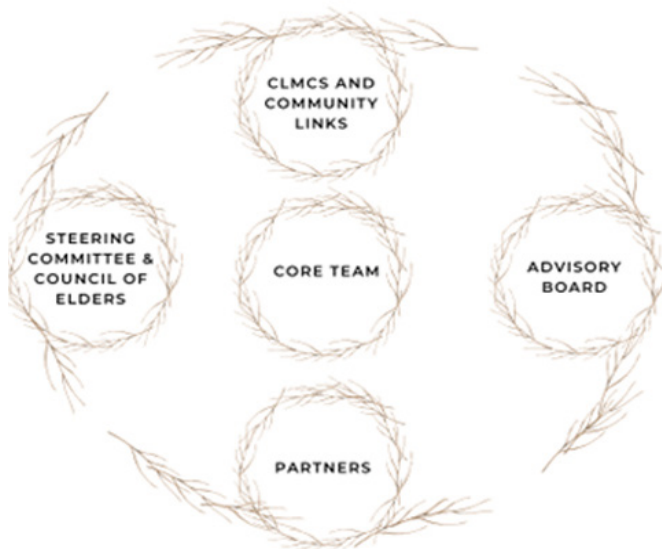 CLMCS AND
COMMUNITY
LINKS
STEERING
COMMITTEE &
COUNCIL OF
ELDERS
CORE TEAM
ADVISORY
BOARD
PARTNERS